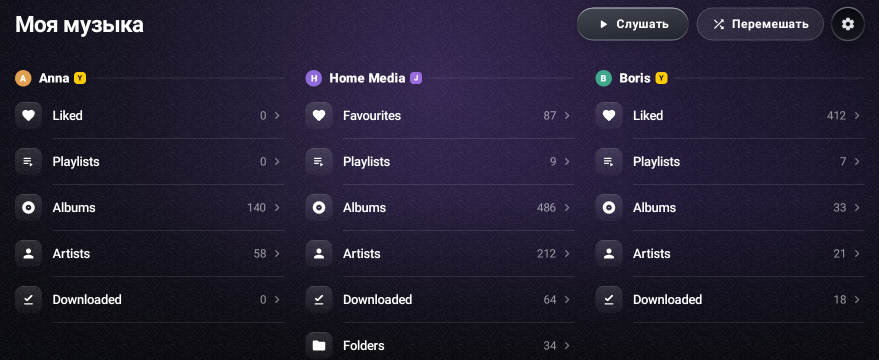 Моя музыка
Слушать
Перемешать
A Anna Y
Liked 0
Playlists 0
Albums 140
Artists 58
Downloaded 0
H Home Media J
Favourites 87
Playlists 9
Albums 486
Artists 212
Downloaded 64
Folders 34
B Boris Y
Liked 412
Playlists 7
Albums 33
Artists 21
Downloaded 18